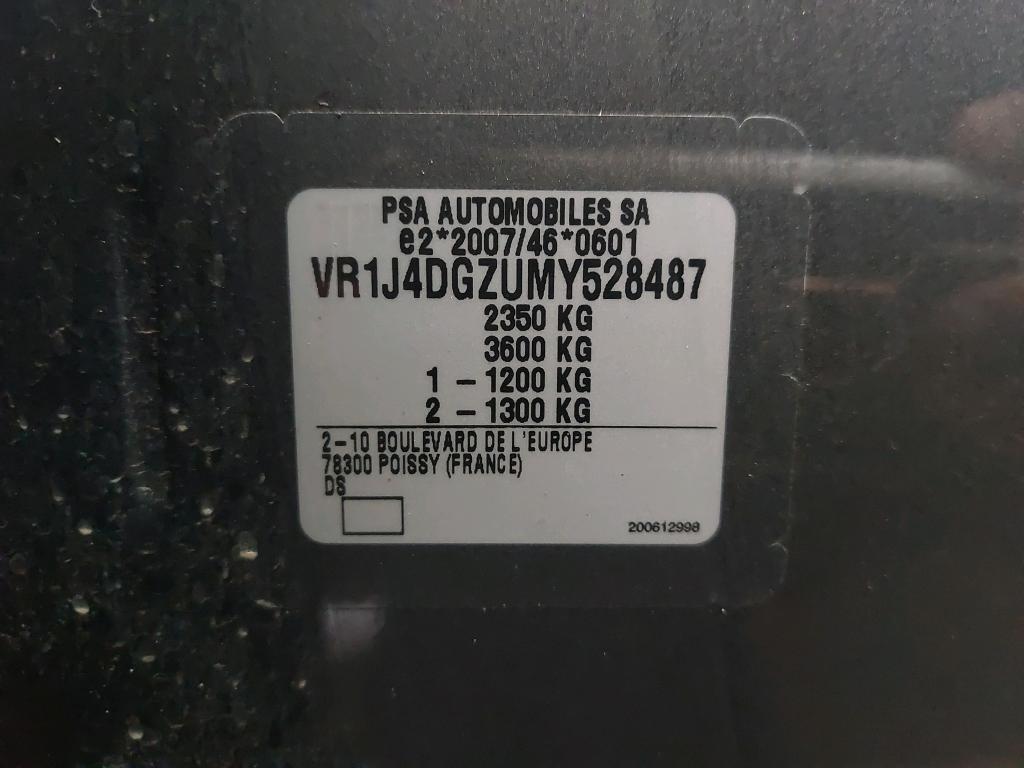 PSA AUTOMOBILES SA
e2*2007/46*0601
VR1J4DGZUMY528487
2350 KG
3600 KG
1 - 1200 KG
2 - 1300 KG
2-10 BOULEVARD DE L'EUROPE
78300 POISSY (FRANCE)
DS
200612998